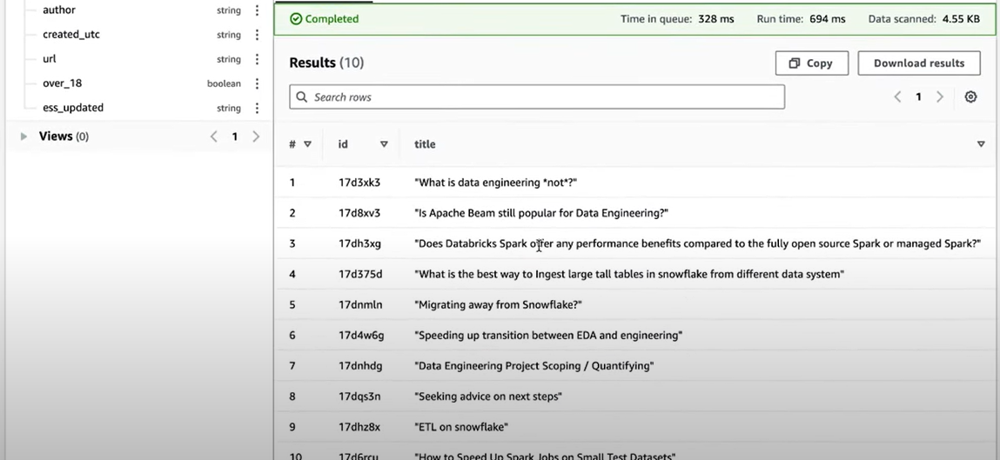 author string
created_utc string
url string
over_18 boolean
ess_updated string
Views (0) 1
Completed Time in queue: 328 ms Run time: 694 ms Data scanned: 4.55 KB
Results (10) Copy Download results
Search rows 1
# id title
1 17d3xk3 "What is data engineering *not*?"
2 17d8xv3 "Is Apache Beam still popular for Data Engineering?"
3 17dh3xg "Does Databricks Spark offer any performance benefits compared to the fully open source Spark or managed Spark?"
4 17d375d "What is the best way to Ingest large tall tables in snowflake from different data system"
5 17dnmln "Migrating away from Snowflake?"
6 17d4w6g "Speeding up transition between EDA and engineering"
7 17dnhdg "Data Engineering Project Scoping / Quantifying"
8 17dqs3n "Seeking advice on next steps"
9 17dhz8x "ETL on snowflake"
10 17d6rcu "How to Speed Up Spark Jobs on Small Test Datasets"